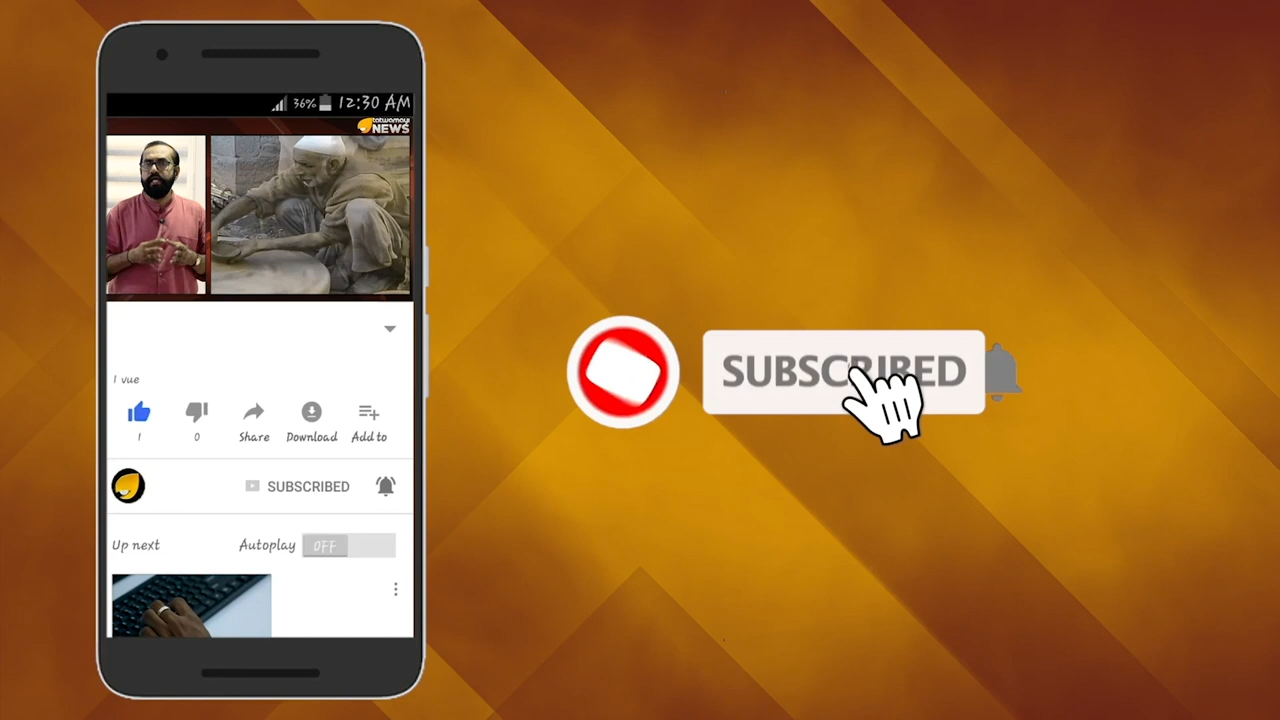 36% 12:30 AM
tatwamayi
NEWS
1 vue
1
0
Share
Download
Add to
SUBSCRIBED
Up next
Autoplay
OFF
SUBSCRIBED